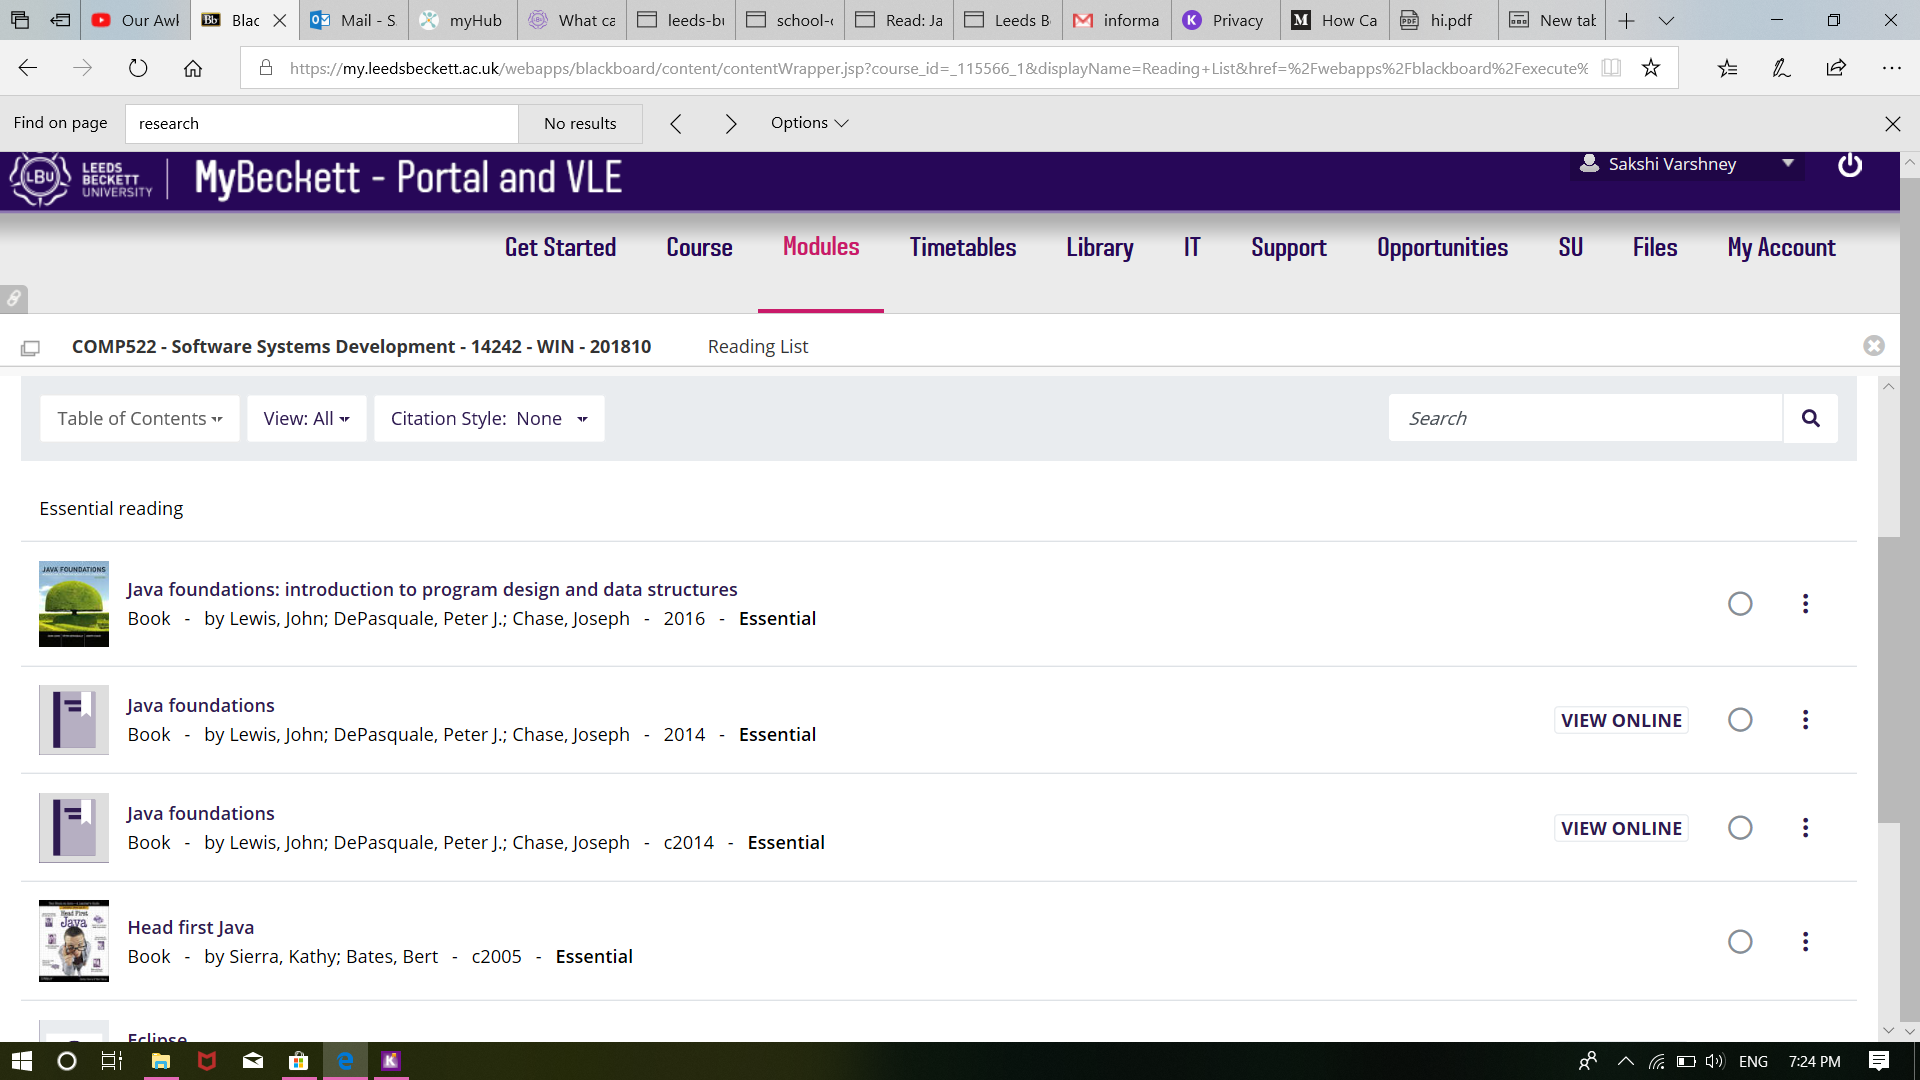 Our Awk
Blac
Mail - S
myHub
What ca
leeds-bu
school-c
Read: Ja
Leeds B
informa
Privacy
How Ca
hi.pdf
New tab
https://my.leedsbeckett.ac.uk/webapps/blackboard/content/contentWrapper.jsp?course_id=_115566_1&displayName=Reading+List&href=%2Fwebapps%2Fblackboard%2Fexecute%
Find on page
research
No results
Options
LBU
LEEDS
BECKETT
UNIVERSITY
MyBeckett - Portal and VLE
Sakshi Varshney
Get Started
Course
Modules
Timetables
Library
IT
Support
Opportunities
SU
Files
My Account
COMP522 - Software Systems Development - 14242 - WIN - 201810
Reading List
Table of Contents
View: All
Citation Style: None
Search
Essential reading
JAVA FOUNDATIONS
Java foundations: introduction to program design and data structures
Book - by Lewis, John; DePasquale, Peter J.; Chase, Joseph - 2016 - Essential
Java foundations
Book - by Lewis, John; DePasquale, Peter J.; Chase, Joseph - 2014 - Essential
VIEW ONLINE
Java foundations
Book - by Lewis, John; DePasquale, Peter J.; Chase, Joseph - c2014 - Essential
VIEW ONLINE
Head First
Java
Head first Java
Book - by Sierra, Kathy; Bates, Bert - c2005 - Essential
Eclipse
ENG
7:24 PM